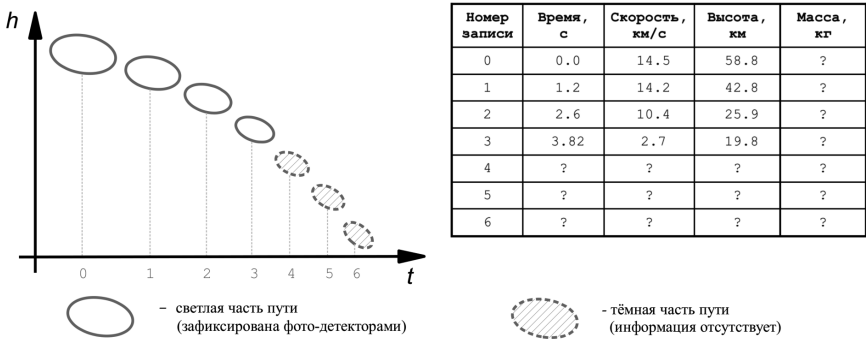 h
0 1 2 3 4 5 6
t
Номер записи Время, с Скорость, км/с Высота, км Масса, кг
0 0.0 14.5 58.8 ?
1 1.2 14.2 42.8 ?
2 2.6 10.4 25.9 ?
3 3.82 2.7 19.8 ?
4 ? ? ? ?
5 ? ? ? ?
6 ? ? ? ?
– светлая часть пути
(зафиксирована фото-детекторами)
- тёмная часть пути
(информация отсутствует)